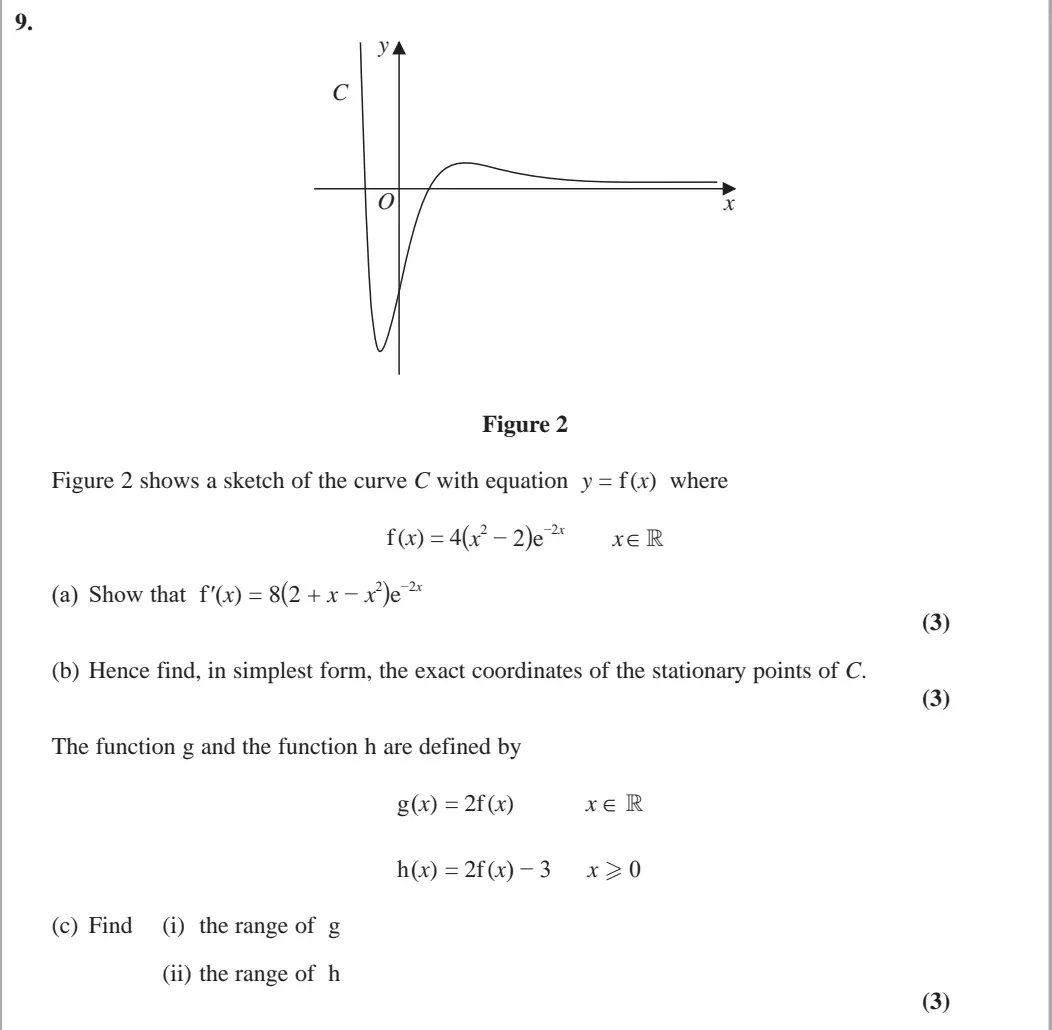 9.
y
C
O
x
Figure 2
Figure 2 shows a sketch of the curve C with equation y = f(x) where
f(x) = 4(x² − 2)e⁻²ˣ x ∈ ℝ
(a) Show that f′(x) = 8(2 + x − x²)e⁻²ˣ
(3)
(b) Hence find, in simplest form, the exact coordinates of the stationary points of C.
(3)
The function g and the function h are defined by
g(x) = 2f(x) x ∈ ℝ
h(x) = 2f(x) − 3 x ⩾ 0
(c) Find (i) the range of g
(ii) the range of h
(3)